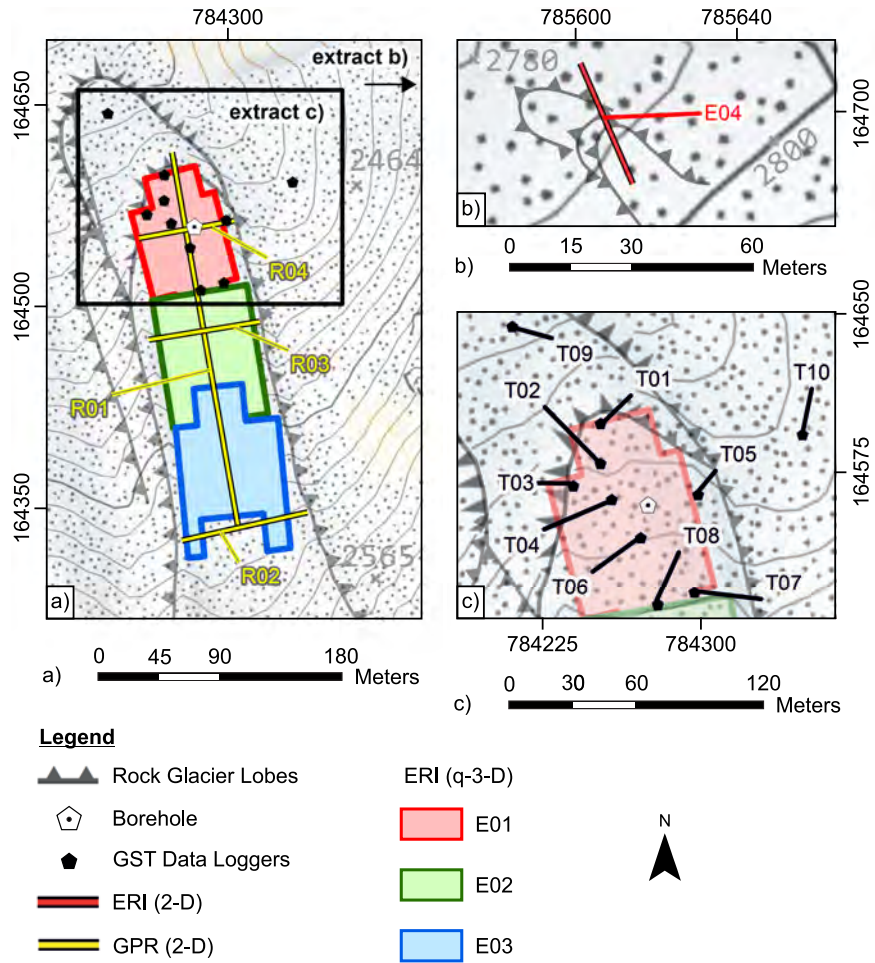 784300
785600
785640
164650
164500
164350
extract b)
extract c)
2464
R04
R03
R01
R02
2565
a)
2780
E04
2800
b)
164700
b)
0 15 30 60
Meters
T09
T10
T02
T01
T03
T05
T04
T08
T06
T07
c)
164650
164575
784225
784300
a)
0 45 90 180
Meters
c)
0 30 60 120
Meters
Legend
Rock Glacier Lobes
Borehole
GST Data Loggers
ERI (2-D)
GPR (2-D)
ERI (q-3-D)
E01
E02
E03
N